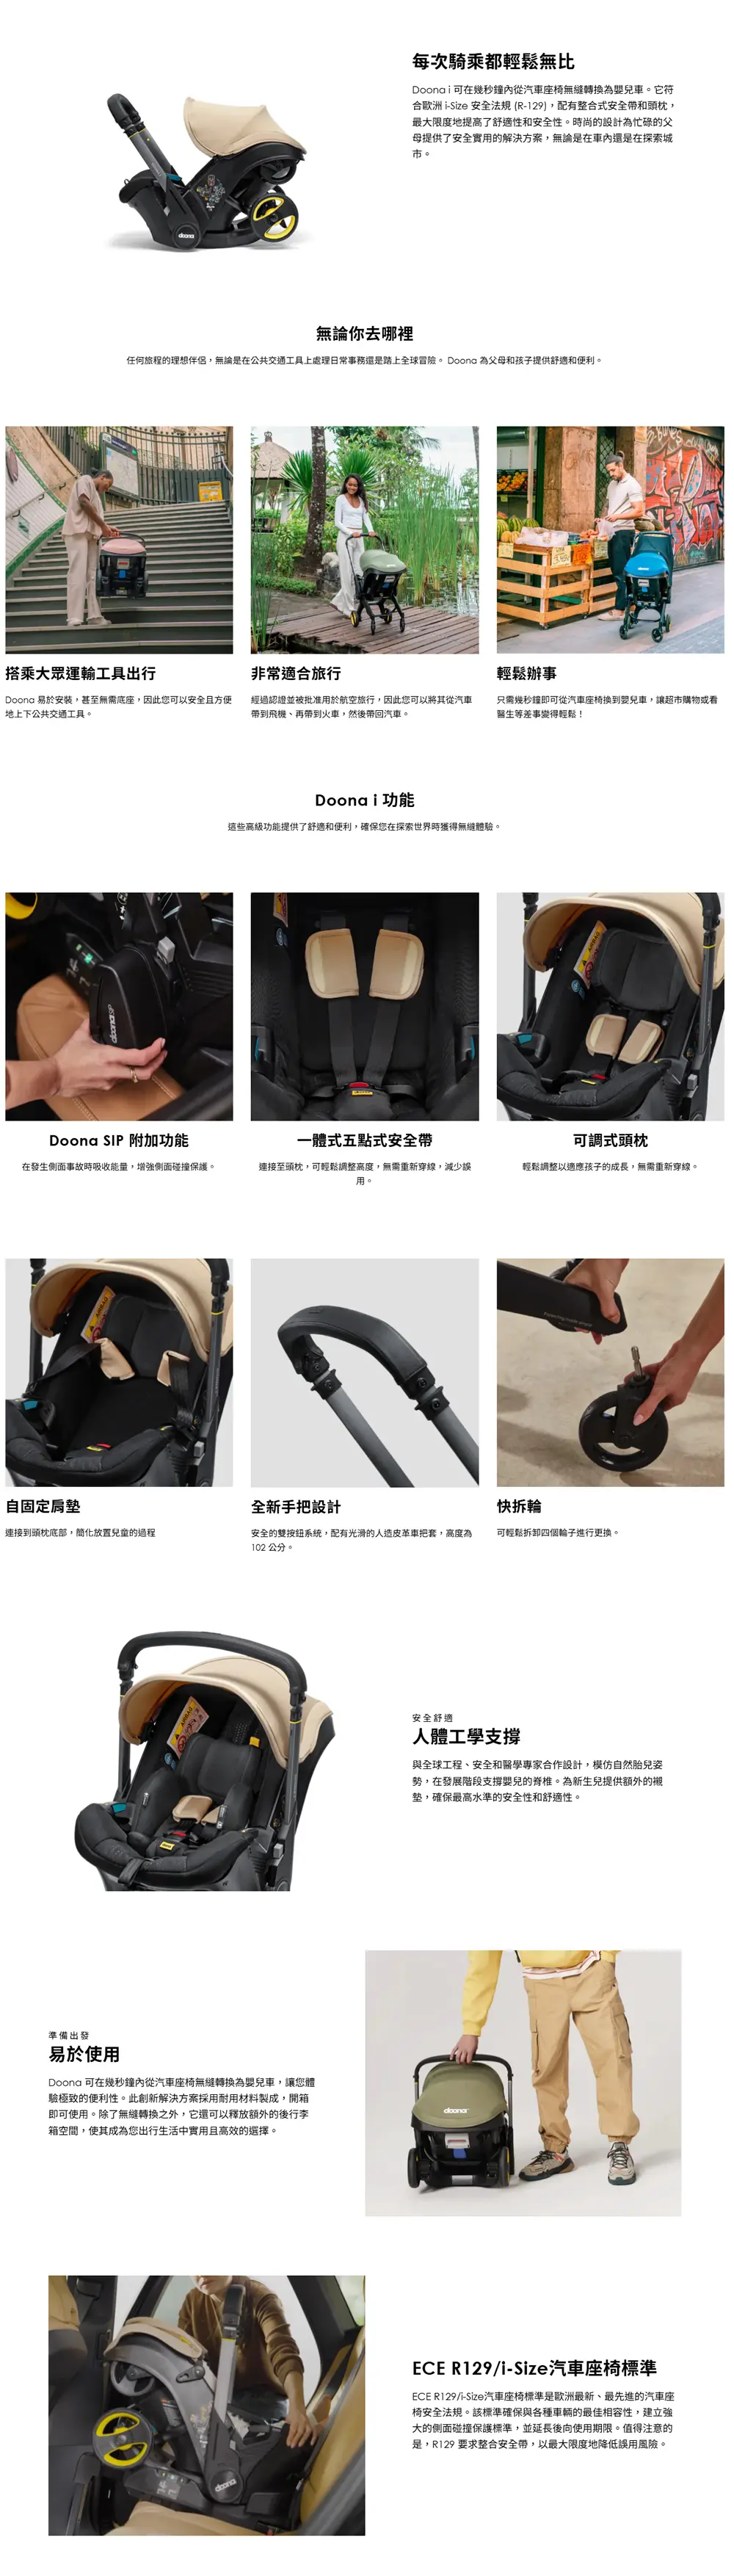 每次騎乘都輕鬆無比
Doona i 可在幾秒鐘內從汽車座椅無縫轉換為嬰兒車。它符
合歐洲 i-Size 安全法規 (R-129)，配有整合式安全帶和頭枕，
最大限度地提高了舒適性和安全性。時尚的設計為忙碌的父
母提供了安全實用的解決方案，無論是在車內還是在探索城
市。
doona
無論你去哪裡
任何旅程的理想伴侶，無論是在公共交通工具上處理日常事務還是踏上全球冒險。 Doona 為父母和孩子提供舒適和便利。
搭乘大眾運輸工具出行
Doona 易於安裝，甚至無需底座，因此您可以安全且方便
地上下公共交通工具。
非常適合旅行
經過認證並被批准用於航空旅行，因此您可以將其從汽車
帶到飛機、再帶到火車，然後帶回汽車。
輕鬆辦事
只需幾秒鐘即可從汽車座椅換到嬰兒車，讓超市購物或看
醫生等差事變得輕鬆！
Doona i 功能
這些高級功能提供了舒適和便利，確保您在探索世界時獲得無縫體驗。
Doona SIP 附加功能
在發生側面事故時吸收能量，增強側面碰撞保護。
一體式五點式安全帶
連接至頭枕，可輕鬆調整高度，無需重新穿線，減少誤
用。
可調式頭枕
輕鬆調整以適應孩子的成長，無需重新穿線。
自固定肩墊
連接到頭枕底部，簡化放置兒童的過程
全新手把設計
安全的雙按鈕系統，配有光滑的人造皮革車把套，高度為
102 公分。
快拆輪
可輕鬆拆卸四個輪子進行更換。
安全舒適
人體工學支撐
與全球工程、安全和醫學專家合作設計，模仿自然胎兒姿
勢，在發展階段支撐嬰兒的脊椎。為新生兒提供額外的襯
墊，確保最高水準的安全性和舒適性。
準備出發
易於使用
Doona 可在幾秒鐘內從汽車座椅無縫轉換為嬰兒車，讓您體
驗極致的便利性。此創新解決方案採用耐用材料製成，開箱
即可使用。除了無縫轉換之外，它還可以釋放額外的後行李
箱空間，使其成為您出行生活中實用且高效的選擇。
doona
ECE R129/i-Size汽車座椅標準
ECE R129/i-Size汽車座椅標準是歐洲最新、最先進的汽車座
椅安全法規。該標準確保與各種車輛的最佳相容性，建立強
大的側面碰撞保護標準，並延長後向使用期限。值得注意的
是，R129 要求整合安全帶，以最大限度地降低誤用風險。
doona